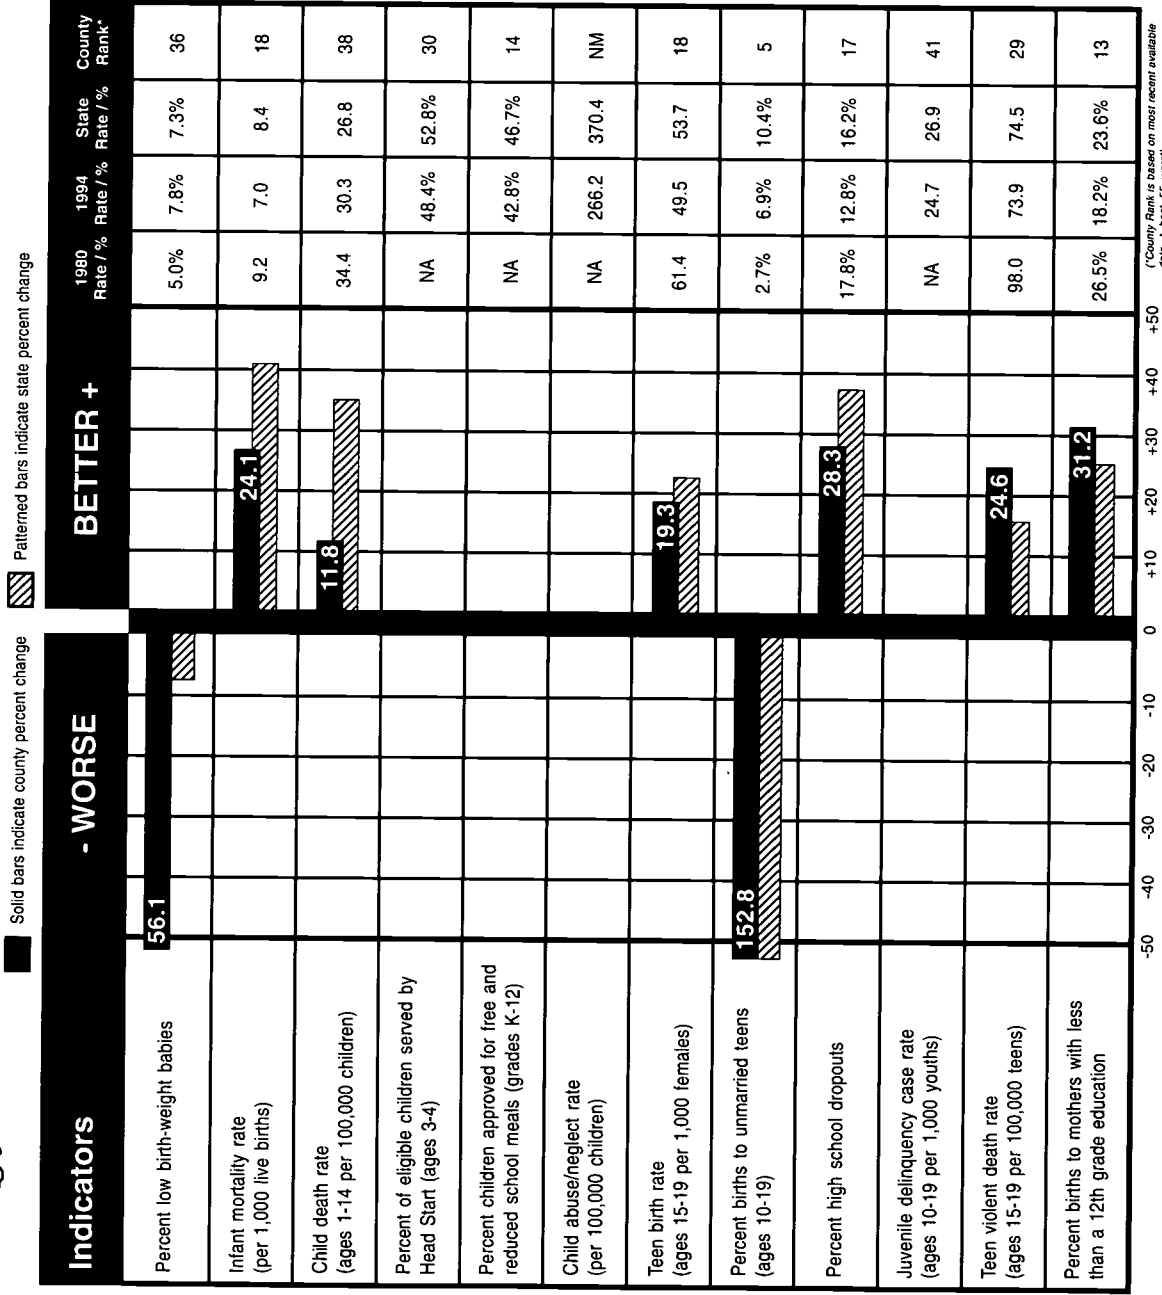 Solid bars indicate county percent change
Patterned bars indicate state percent change
Indicators
- WORSE
BETTER +
1980
Rate / %
1994
Rate / %
State
Rate / %
County
Rank*
Percent low birth-weight babies
56.1
5.0%
7.8%
7.3%
36
Infant mortality rate
(per 1,000 live births)
24.1
9.2
7.0
8.4
18
Child death rate
(ages 1-14 per 100,000 children)
11.8
34.4
30.3
26.8
38
Percent of eligible children served by
Head Start (ages 3-4)
NA
48.4%
52.8%
30
Percent children approved for free and
reduced school meals (grades K-12)
NA
42.8%
46.7%
14
Child abuse/neglect rate
(per 100,000 children)
NA
266.2
370.4
NM
Teen birth rate
(ages 15-19 per 1,000 females)
19.3
61.4
49.5
53.7
18
Percent births to unmarried teens
(ages 10-19)
152.8
2.7%
6.9%
10.4%
5
Percent high school dropouts
28.3
17.8%
12.8%
16.2%
17
Juvenile delinquency case rate
(ages 10-19 per 1,000 youths)
NA
24.7
26.9
41
Teen violent death rate
(ages 15-19 per 100,000 teens)
24.6
98.0
73.9
74.5
29
Percent births to mothers with less
than a 12th grade education
31.2
26.5%
18.2%
23.6%
13
-50
-40
-30
-20
-10
0
+10
+20
+30
+40
+50
(*County Rank is based on most recent available